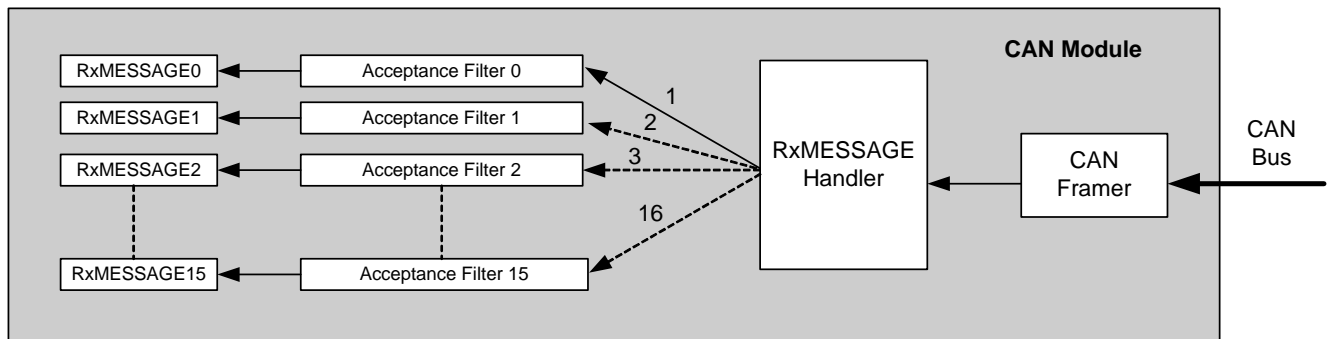 CAN Module
RxMESSAGE0
Acceptance Filter 0
1
RxMESSAGE1
Acceptance Filter 1
2
RxMESSAGE2
Acceptance Filter 2
3
RxMESSAGE15
Acceptance Filter 15
16
RxMESSAGE
Handler
CAN
Framer
CAN
Bus